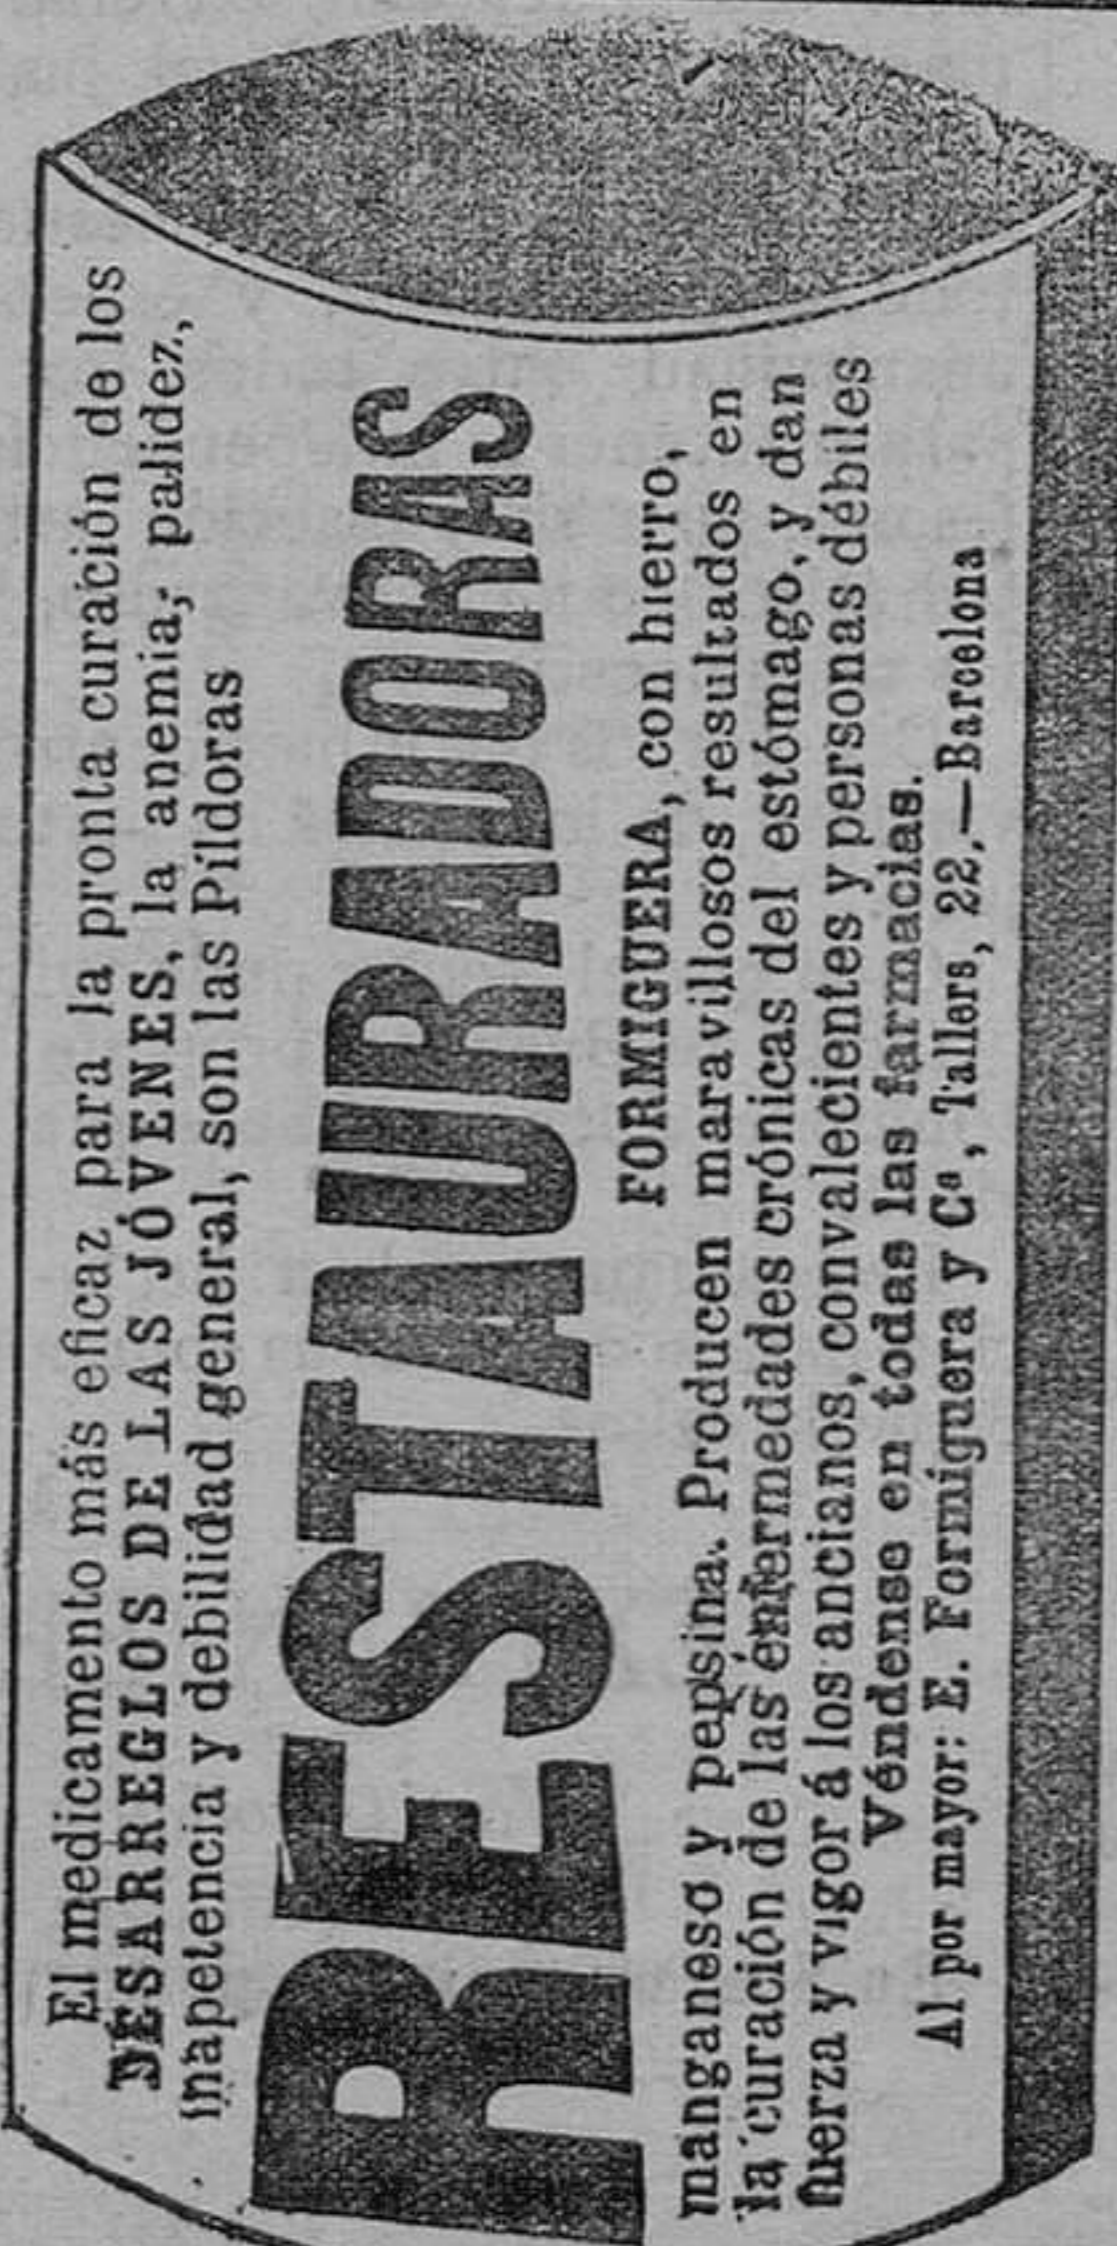 El medicamento más eficaz para la pronta curación de los
DESARREGLOS DE LAS JÓVENES, la anemia, palidez,
inapetencia y debilidad general, son las Píldoras
RESTAURADORAS
FORMIGUERA, con hierro,
manganeso y pepsina. Producen maravillosos resultados en
la curación de las enfermedades crónicas del estómago, y dan
fuerza y vigor á los ancianos, convalecientes y personas débiles
Véndense en todas las farmacias.
Al por mayor: E. Formiguera y Cª, Tallers, 22,—Barcelona